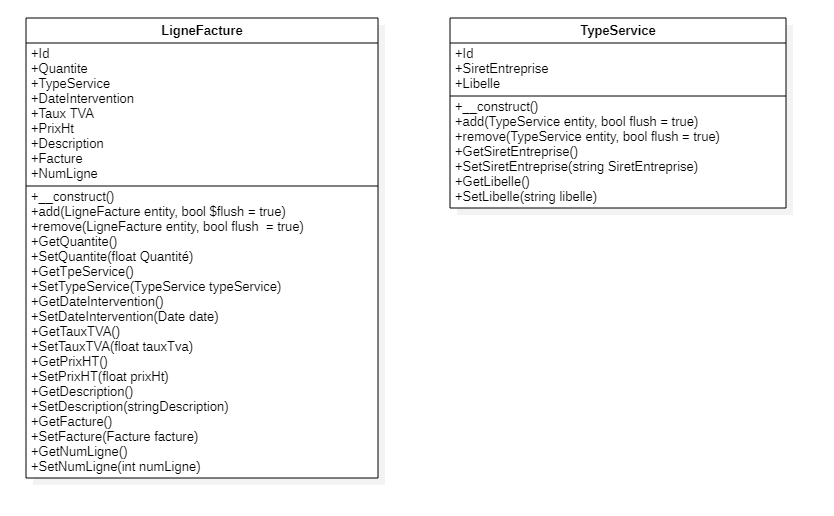 LigneFacture
+Id
+Quantite
+TypeService
+DateIntervention
+Taux TVA
+PrixHt
+Description
+Facture
+NumLigne
+__construct()
+add(LigneFacture entity, bool $flush = true)
+remove(LigneFacture entity, bool flush  = true)
+GetQuantite()
+SetQuantite(float Quantité)
+GetTpeService()
+SetTypeService(TypeService typeService)
+GetDateIntervention()
+SetDateIntervention(Date date)
+GetTauxTVA()
+SetTauxTVA(float tauxTva)
+GetPrixHT()
+SetPrixHT(float prixHt)
+GetDescription()
+SetDescription(stringDescription)
+GetFacture()
+SetFacture(Facture facture)
+GetNumLigne()
+SetNumLigne(int numLigne)
TypeService
+Id
+SiretEntreprise
+Libelle
+__construct()
+add(TypeService entity, bool flush = true)
+remove(TypeService entity, bool flush = true)
+GetSiretEntreprise()
+SetSiretEntreprise(string SiretEntreprise)
+GetLibelle()
+SetLibelle(string libelle)